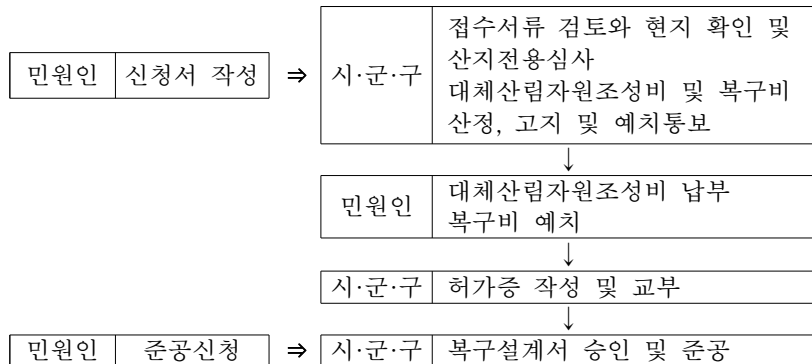 민원인 신청서 작성 ⇒ 시·군·구
접수서류 검토와 현지 확인 및
산지전용심사
대체산림자원조성비 및 복구비
산정, 고지 및 예치통보
↓
민원인
대체산림자원조성비 납부
복구비 예치
↓
시·군·구 허가증 작성 및 교부
↓
민원인 준공신청 ⇒ 시·군·구 복구설계서 승인 및 준공